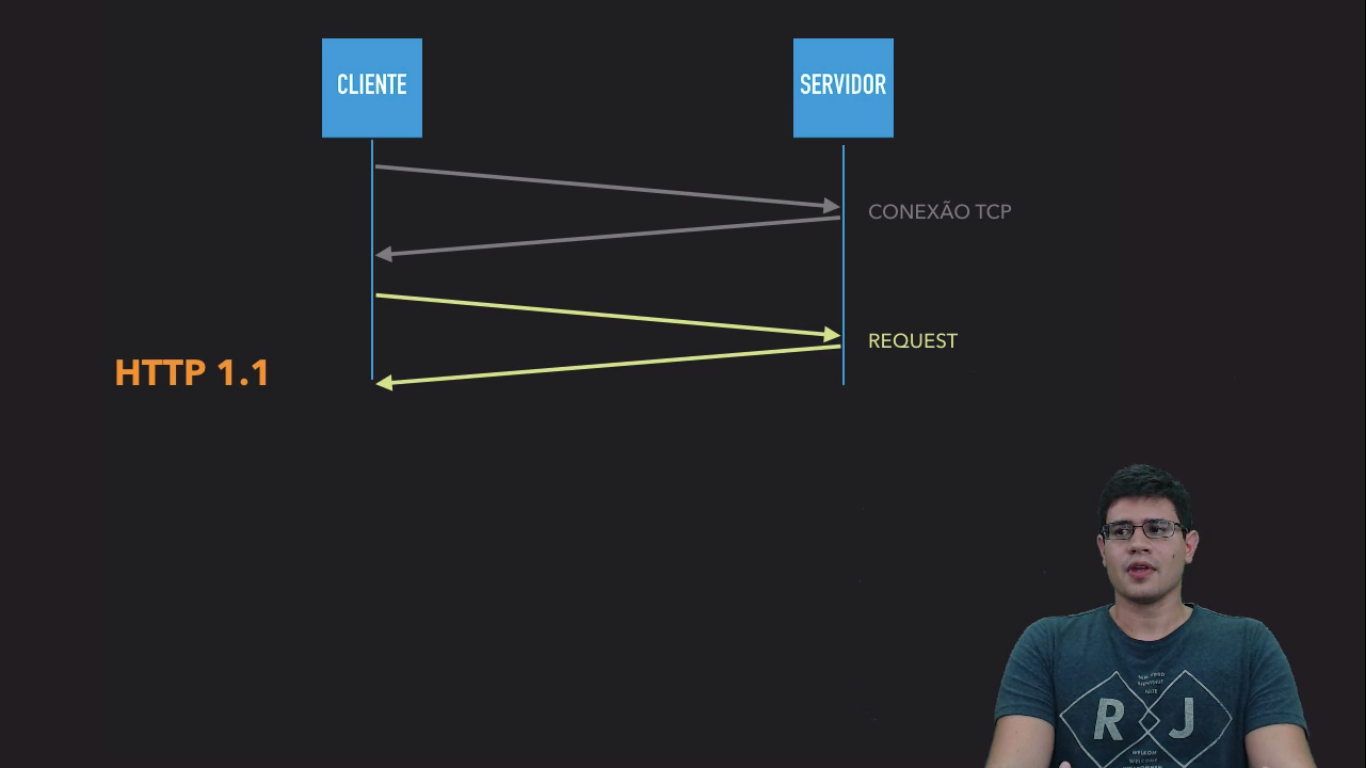 CLIENTE
SERVIDOR
CONEXÃO TCP
REQUEST
HTTP 1.1
R J